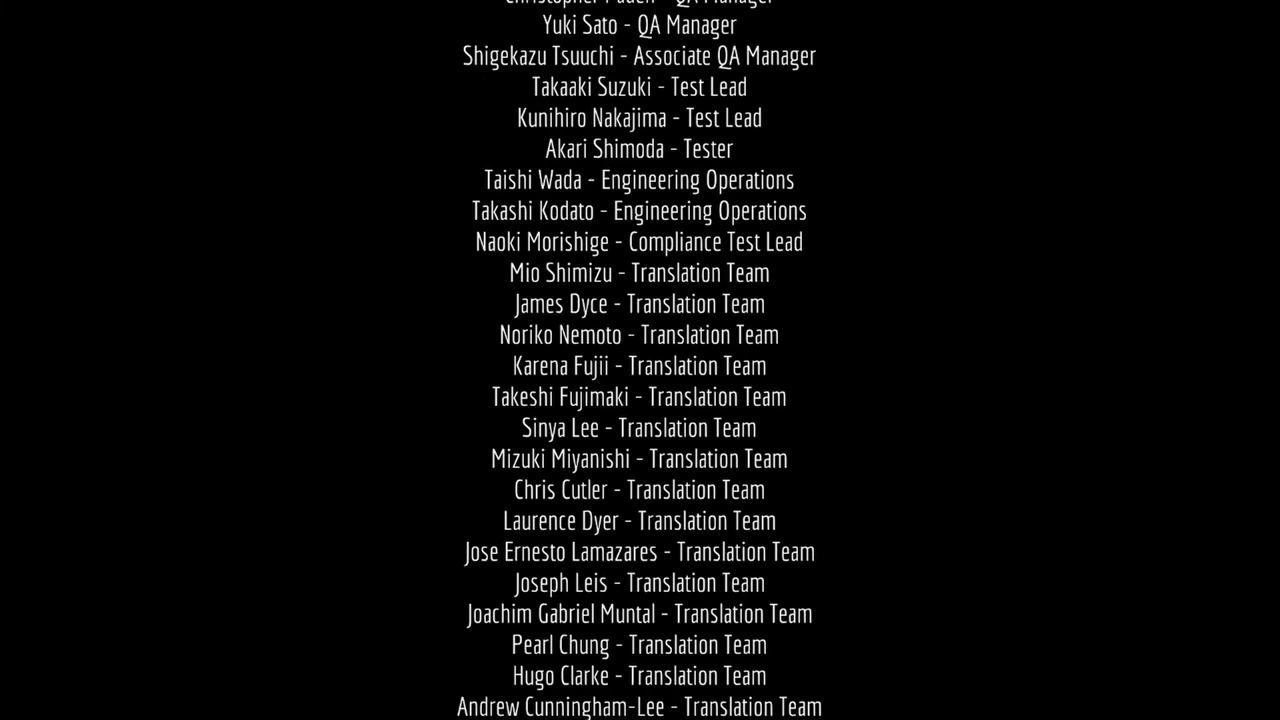 - QA Manager
Yuki Sato - QA Manager
Shigekazu Tsuuchi - Associate QA Manager
Takaaki Suzuki - Test Lead
Kunihiro Nakajima - Test Lead
Akari Shimoda - Tester
Taishi Wada - Engineering Operations
Takashi Kodato - Engineering Operations
Naoki Morishige - Compliance Test Lead
Mio Shimizu - Translation Team
James Dyce - Translation Team
Noriko Nemoto - Translation Team
Karena Fujii - Translation Team
Takeshi Fujimaki - Translation Team
Sinya Lee - Translation Team
Mizuki Miyanishi - Translation Team
Chris Cutler - Translation Team
Laurence Dyer - Translation Team
Jose Ernesto Lamazares - Translation Team
Joseph Leis - Translation Team
Joachim Gabriel Muntal - Translation Team
Pearl Chung - Translation Team
Hugo Clarke - Translation Team
Andrew Cunningham-Lee - Translation Team